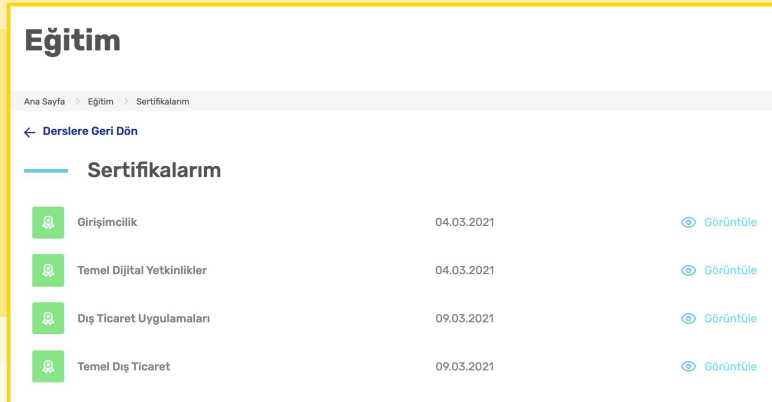 Eğitim
Ana Sayfa > Eğitim > Sertifikalarım
← Derslere Geri Dön
Sertifikalarım
Girişimcilik 04.03.2021 Görüntüle
Temel Dijital Yetkinlikler 04.03.2021 Görüntüle
Dış Ticaret Uygulamaları 09.03.2021 Görüntüle
Temel Dış Ticaret 09.03.2021 Görüntüle